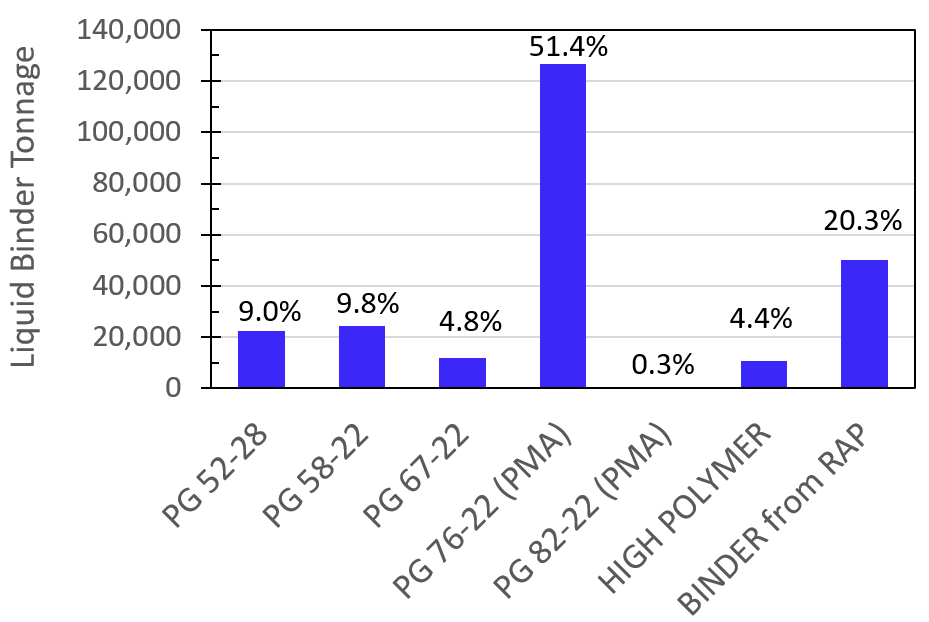 Liquid Binder Tonnage
140,000
120,000
100,000
80,000
60,000
40,000
20,000
0
9.0%
9.8%
4.8%
51.4%
0.3%
4.4%
20.3%
PG 52-28
PG 58-22
PG 67-22
PG 76-22 (PMA)
PG 82-22 (PMA)
HIGH POLYMER
BINDER from RAP